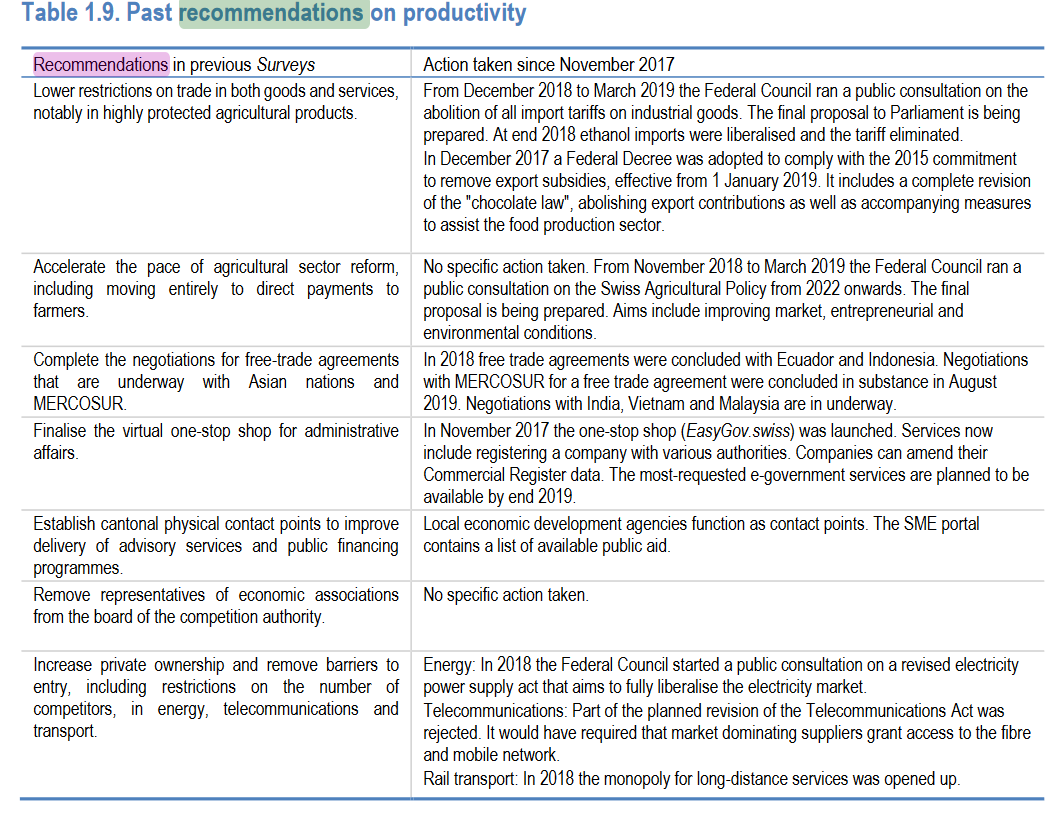 Table 1.9. Past recommendations on productivity
Recommendations in previous Surveys
Action taken since November 2017
Lower restrictions on trade in both goods and services,
notably in highly protected agricultural products.
From December 2018 to March 2019 the Federal Council ran a public consultation on the
abolition of all import tariffs on industrial goods. The final proposal to Parliament is being
prepared. At end 2018 ethanol imports were liberalised and the tariff eliminated.
In December 2017 a Federal Decree was adopted to comply with the 2015 commitment
to remove export subsidies, effective from 1 January 2019. It includes a complete revision
of the "chocolate law", abolishing export contributions as well as accompanying measures
to assist the food production sector.
Accelerate the pace of agricultural sector reform,
including moving entirely to direct payments to
farmers.
No specific action taken. From November 2018 to March 2019 the Federal Council ran a
public consultation on the Swiss Agricultural Policy from 2022 onwards. The final
proposal is being prepared. Aims include improving market, entrepreneurial and
environmental conditions.
Complete the negotiations for free-trade agreements
that are underway with Asian nations and
MERCOSUR.
In 2018 free trade agreements were concluded with Ecuador and Indonesia. Negotiations
with MERCOSUR for a free trade agreement were concluded in substance in August
2019. Negotiations with India, Vietnam and Malaysia are in underway.
Finalise the virtual one-stop shop for administrative
affairs.
In November 2017 the one-stop shop (EasyGov.swiss) was launched. Services now
include registering a company with various authorities. Companies can amend their
Commercial Register data. The most-requested e-government services are planned to be
available by end 2019.
Establish cantonal physical contact points to improve
delivery of advisory services and public financing
programmes.
Local economic development agencies function as contact points. The SME portal
contains a list of available public aid.
Remove representatives of economic associations
from the board of the competition authority.
No specific action taken.
Increase private ownership and remove barriers to
entry, including restrictions on the number of
competitors, in energy, telecommunications and
transport.
Energy: In 2018 the Federal Council started a public consultation on a revised electricity
power supply act that aims to fully liberalise the electricity market.
Telecommunications: Part of the planned revision of the Telecommunications Act was
rejected. It would have required that market dominating suppliers grant access to the fibre
and mobile network.
Rail transport: In 2018 the monopoly for long-distance services was opened up.